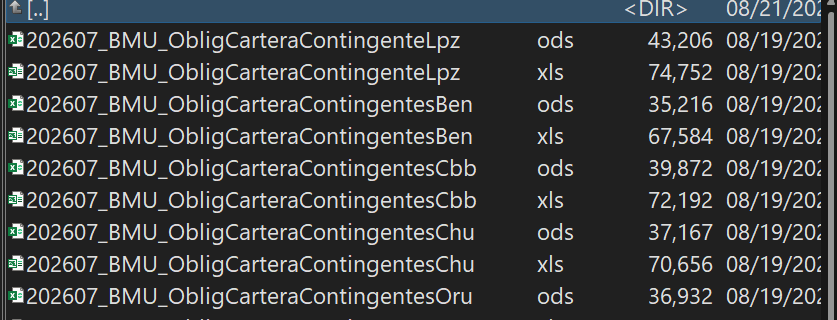 [..] <DIR> 08/21/202
202607_BMU_ObligCarteraContingenteLpz ods 43,206 08/19/202
202607_BMU_ObligCarteraContingenteLpz xls 74,752 08/19/202
202607_BMU_ObligCarteraContingentesBen ods 35,216 08/19/202
202607_BMU_ObligCarteraContingentesBen xls 67,584 08/19/202
202607_BMU_ObligCarteraContingentesCbb ods 39,872 08/19/202
202607_BMU_ObligCarteraContingentesCbb xls 72,192 08/19/202
202607_BMU_ObligCarteraContingentesChu ods 37,167 08/19/202
202607_BMU_ObligCarteraContingentesChu xls 70,656 08/19/202
202607_BMU_ObligCarteraContingentesOru ods 36,932 08/19/202